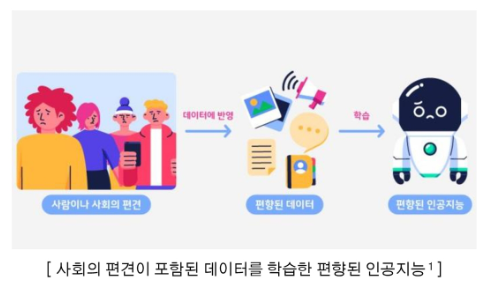 데이터에 반영
학습
사람이나 사회의 편견
편향된 데이터
편향된 인공지능
[ 사회의 편견이 포함된 데이터를 학습한 편향된 인공지능¹ ]